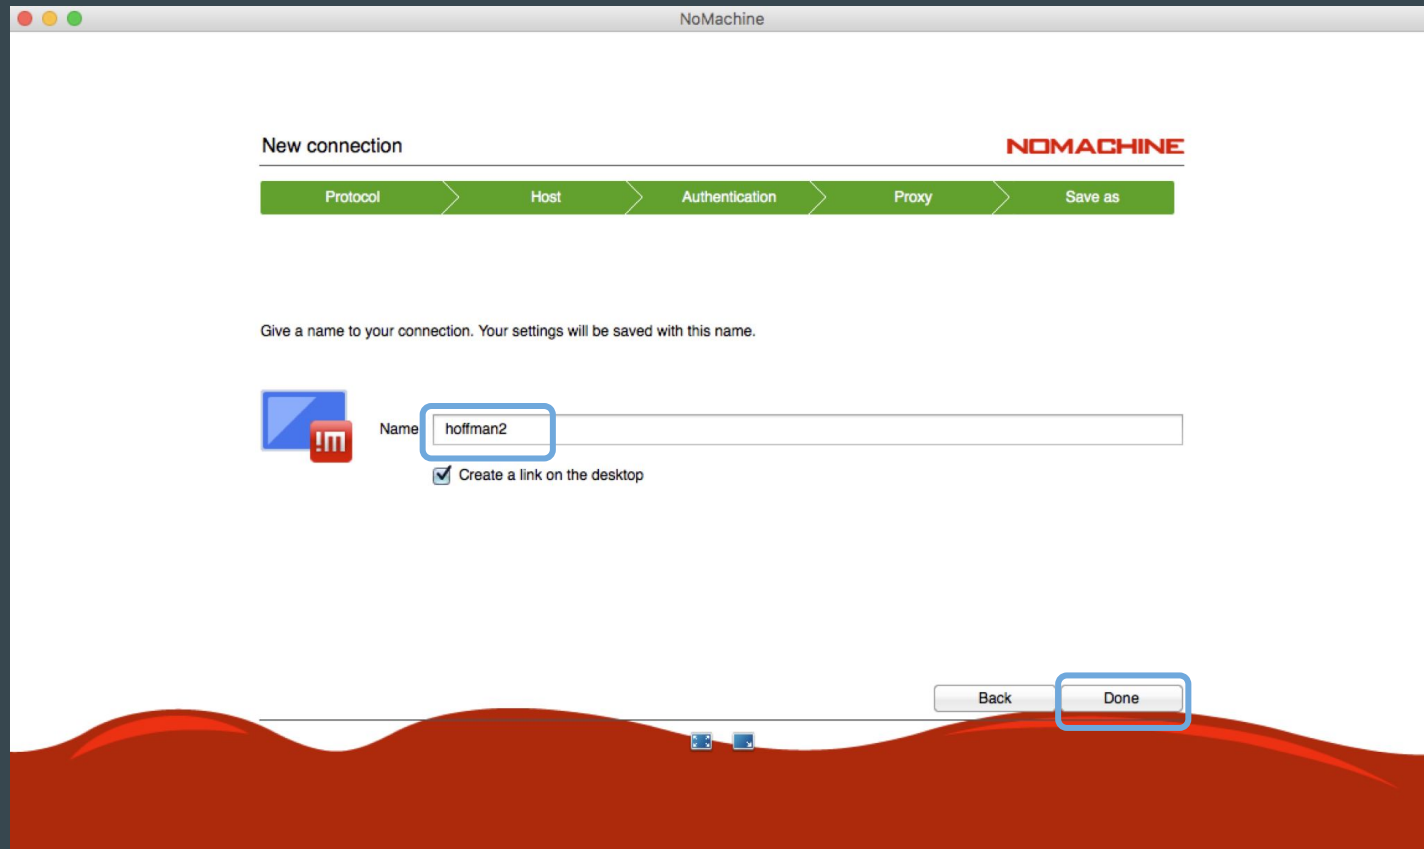 NoMachine
New connection
NOMACHINE
Protocol
Host
Authentication
Proxy
Save as
Give a name to your connection. Your settings will be saved with this name.
!m
Name
hoffman2
Create a link on the desktop
Back
Done